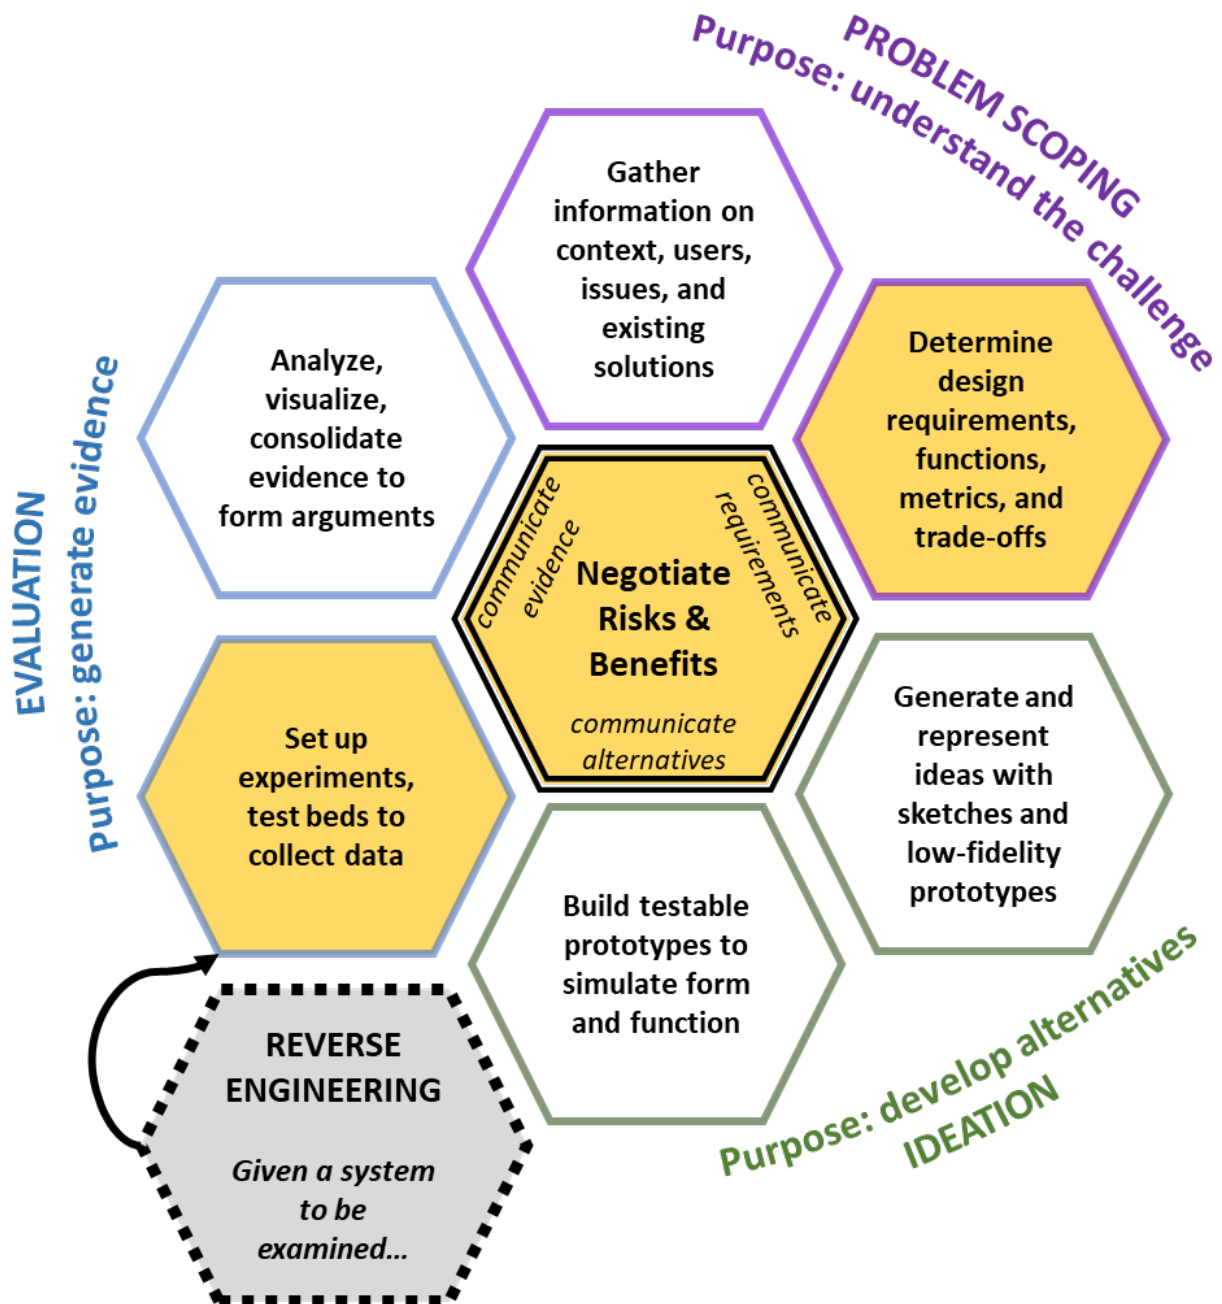 PROBLEM SCOPING
Purpose: understand the challenge
Gather
information on
context, users,
issues, and
existing
solutions
Determine
design
requirements,
functions,
metrics, and
trade-offs
Analyze,
visualize,
consolidate
evidence to
form arguments
EVALUATION
Purpose: generate evidence
communicate
evidence
communicate
requirements
Negotiate
Risks &
Benefits
communicate
alternatives
Generate and
represent
ideas with
sketches and
low-fidelity
prototypes
Set up
experiments,
test beds to
collect data
Build testable
prototypes to
simulate form
and function
Purpose: develop alternatives
IDEATION
REVERSE
ENGINEERING
Given a system
to be
examined...